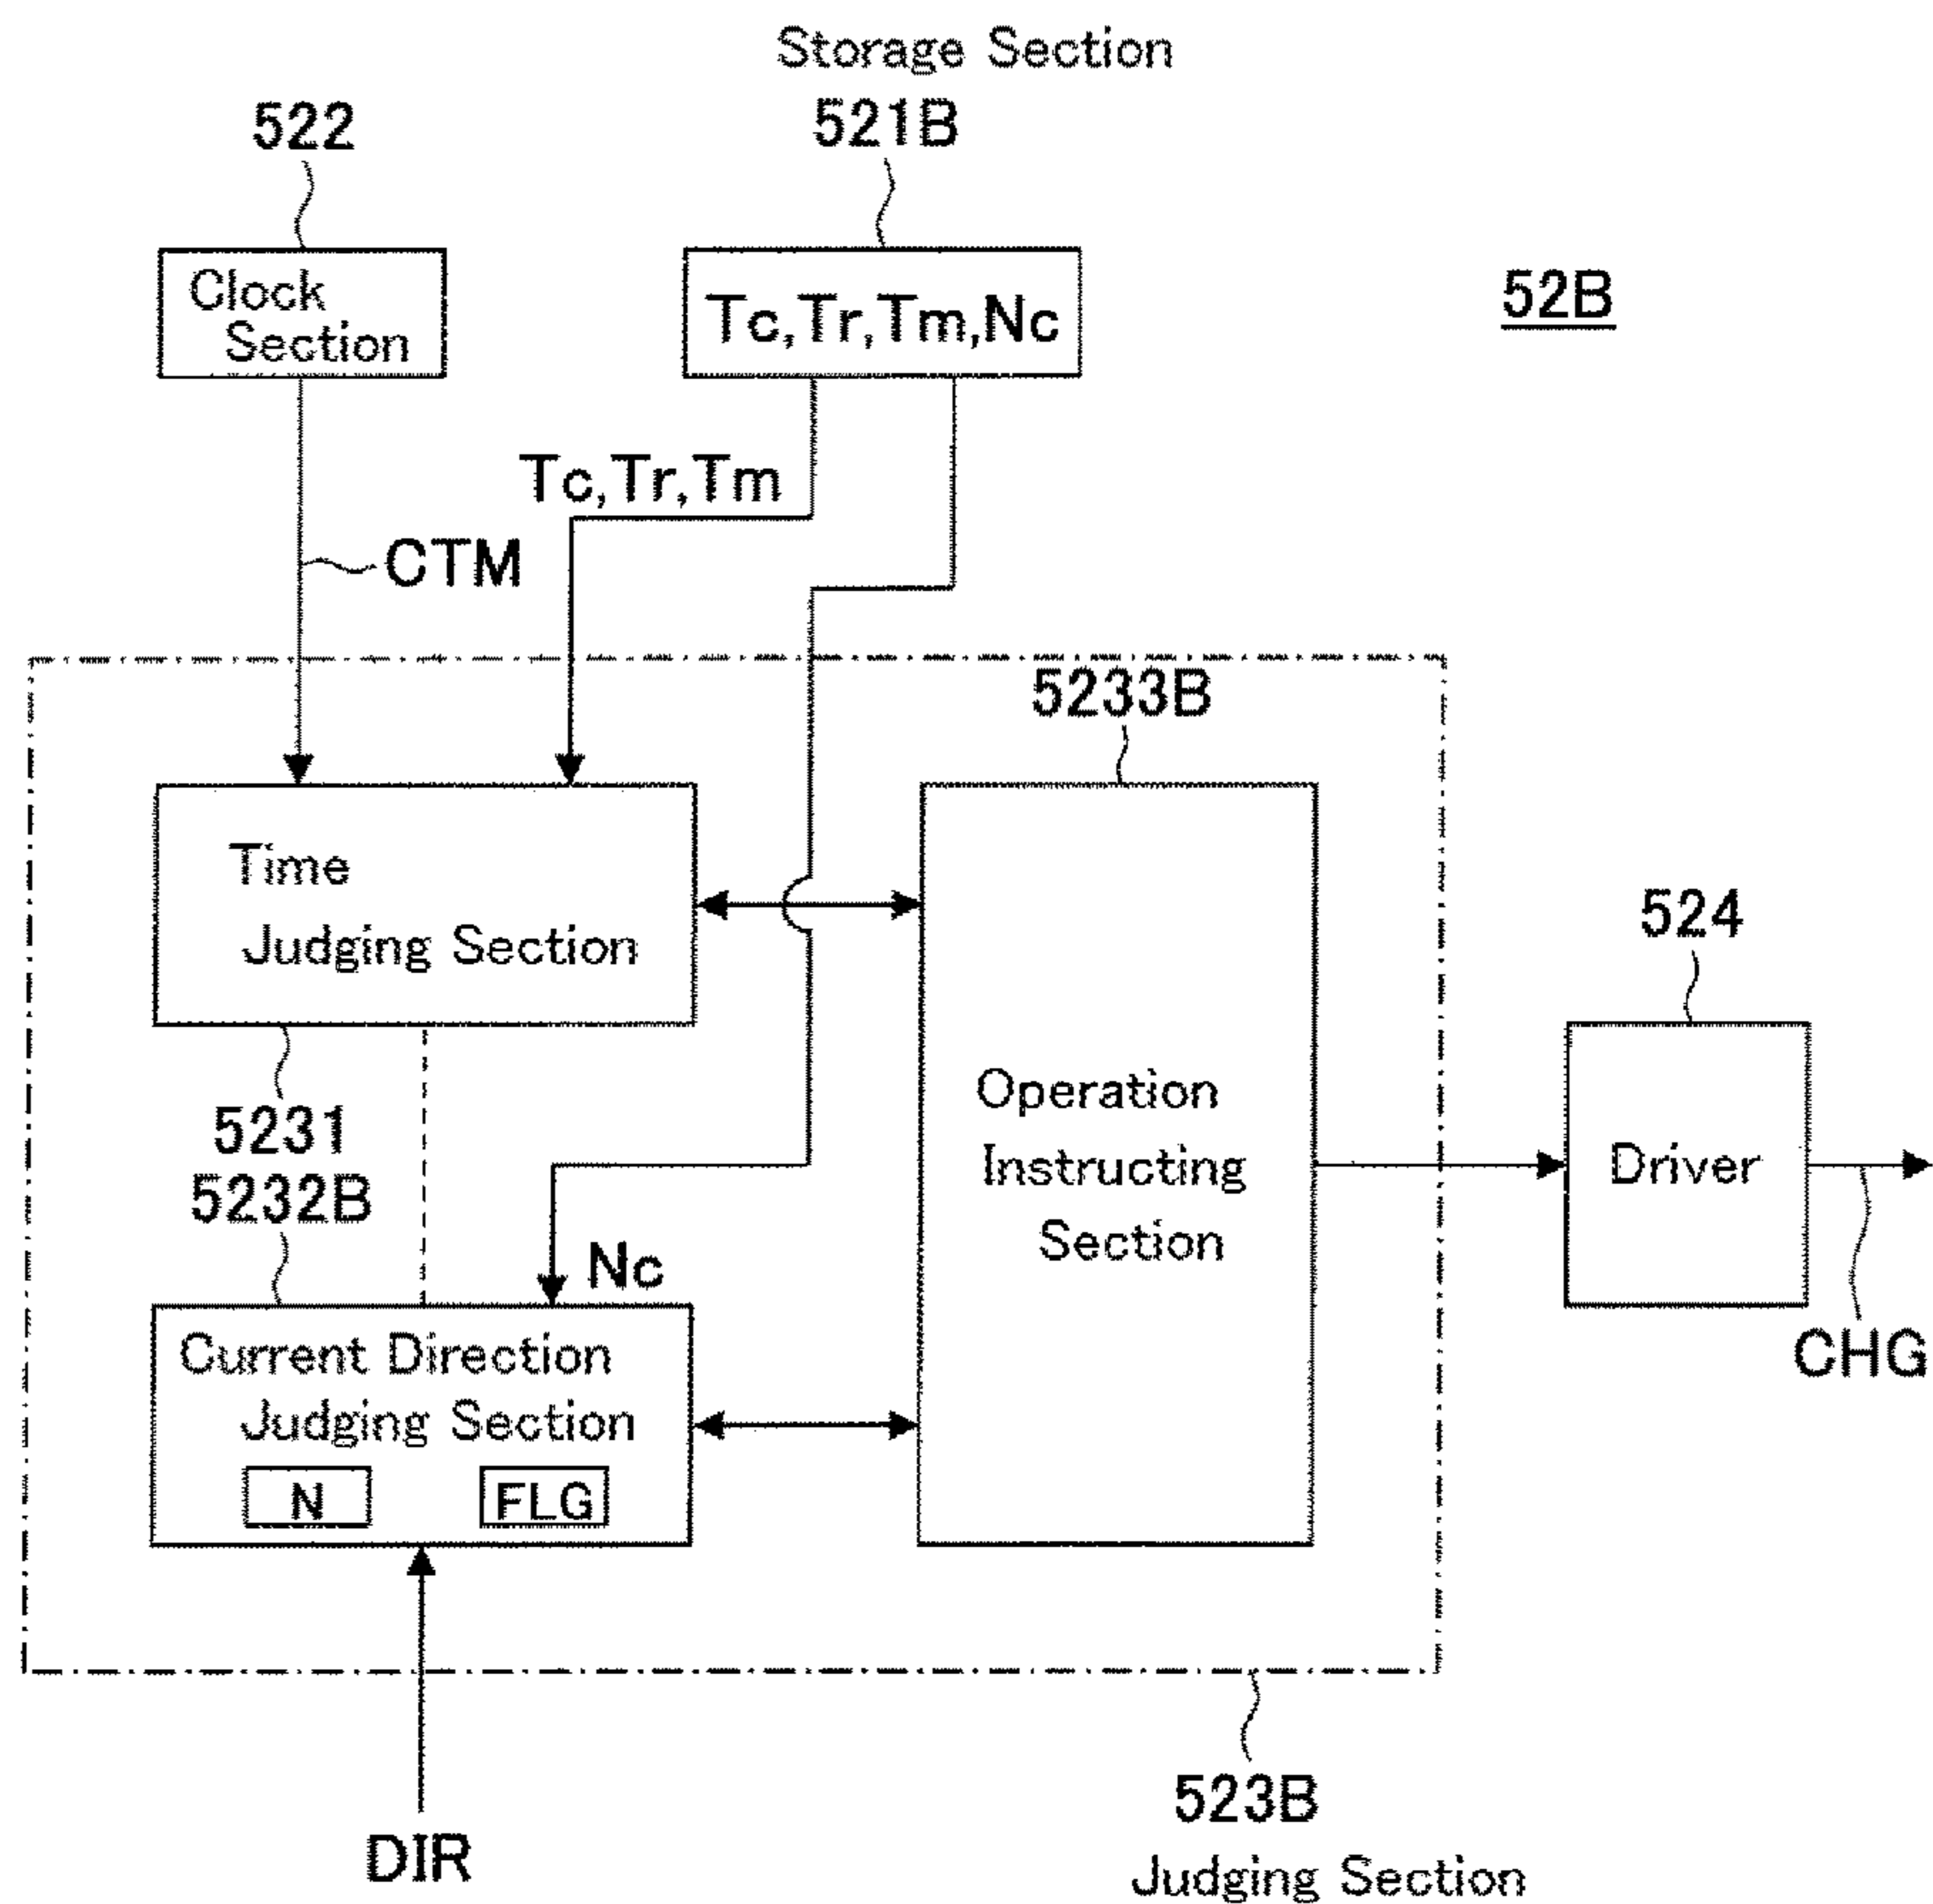 Storage Section
522
521B
Clock
Section
Tc,Tr,Tm,Nc
52B
Tc,Tr,Tm
CTM
5233B
Time
Judging Section
524
5231
5232B
Operation
Instructing
Section
Driver
Nc
CHG
Current Direction
Judging Section
N
FLG
DIR
523B
Judging Section